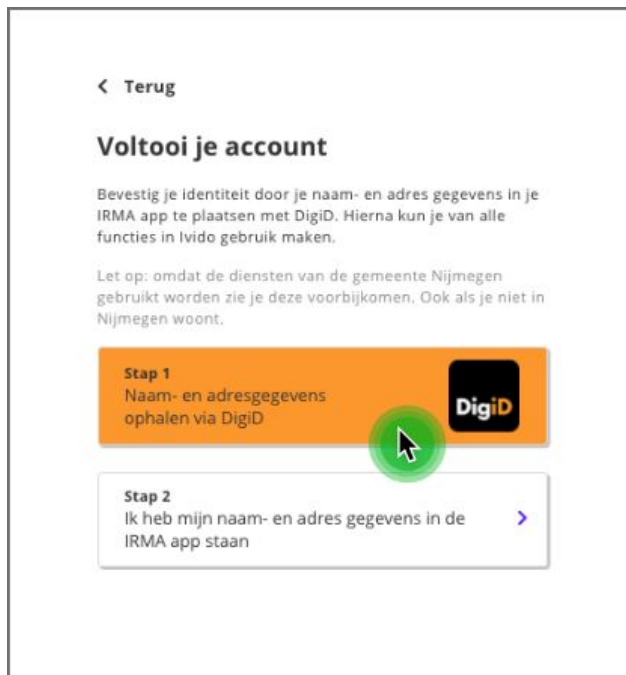 Terug
Voltooi je account
Bevestig je identiteit door je naam- en adres gegevens in je
IRMA app te plaatsen met DigiD. Hierna kun je van alle
functies in Ivido gebruik maken.
Let op: omdat de diensten van de gemeente Nijmegen
gebruikt worden zie je deze voorbijkomen. Ook als je niet in
Nijmegen woont.
Stap 1
Naam- en adresgegevens
ophalen via DigiD
DigiD
Stap 2
Ik heb mijn naam- en adres gegevens in de
IRMA app staan